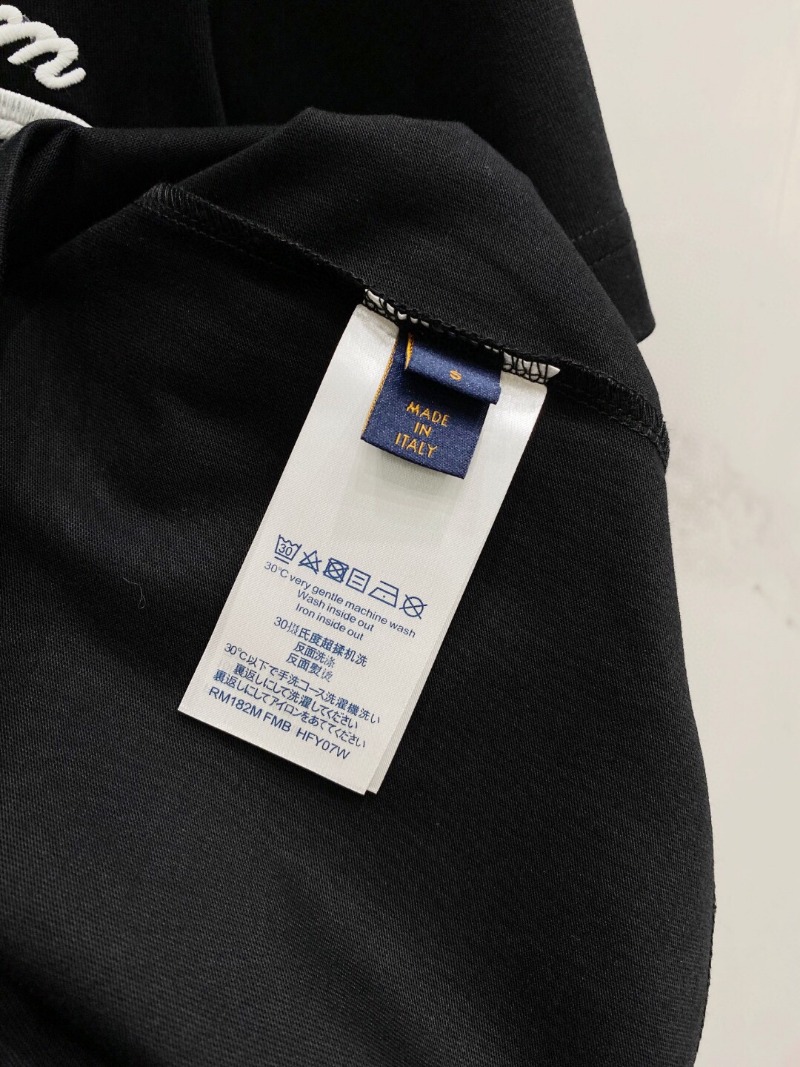 MADE
IN
ITALY
30
30°C very gentle machine wash
Wash inside out
Iron inside out
30摄氏度超揉机洗
反面洗涤
反面熨烫
30℃以下で手洗コース洗濯機洗い
裏返しにして洗濯してください
裏返しにしてアイロンをあててください
RM182M FMB HFY07W